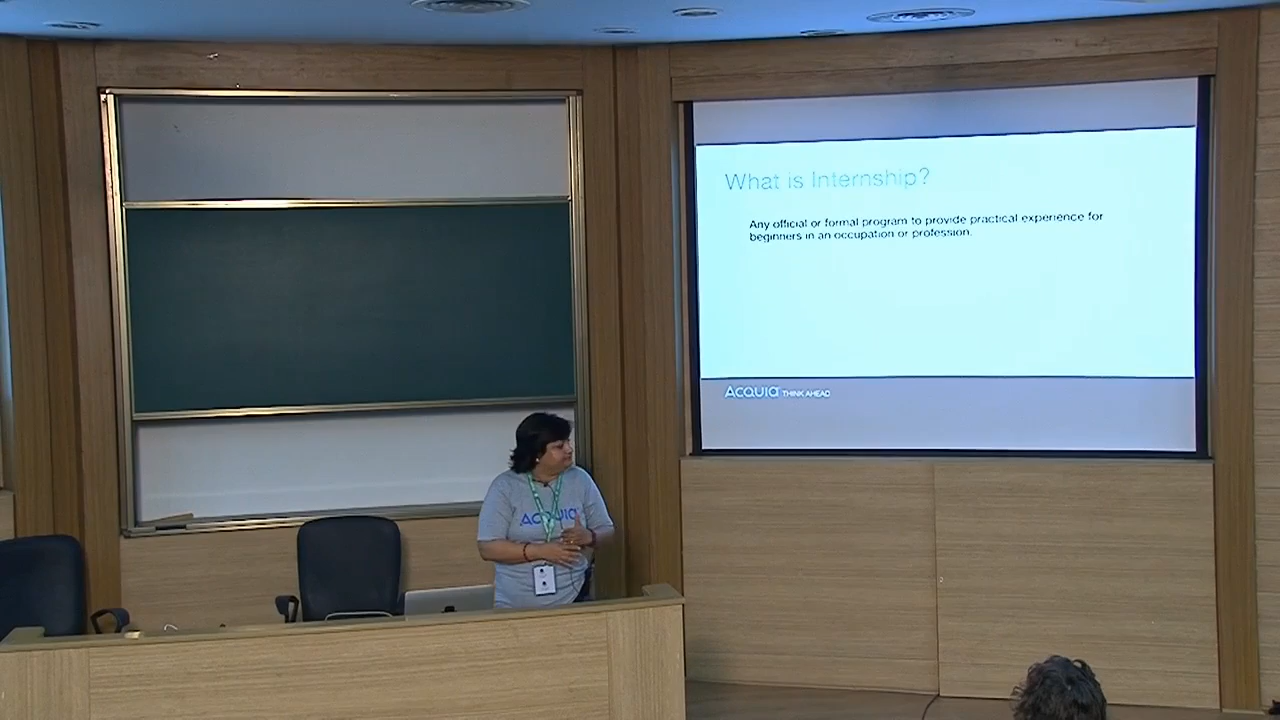 What is Internship?
Any official or formal program to provide practical experience for
beginners in an occupation or profession.
ACQUIA THINK AHEAD
ACQUIA